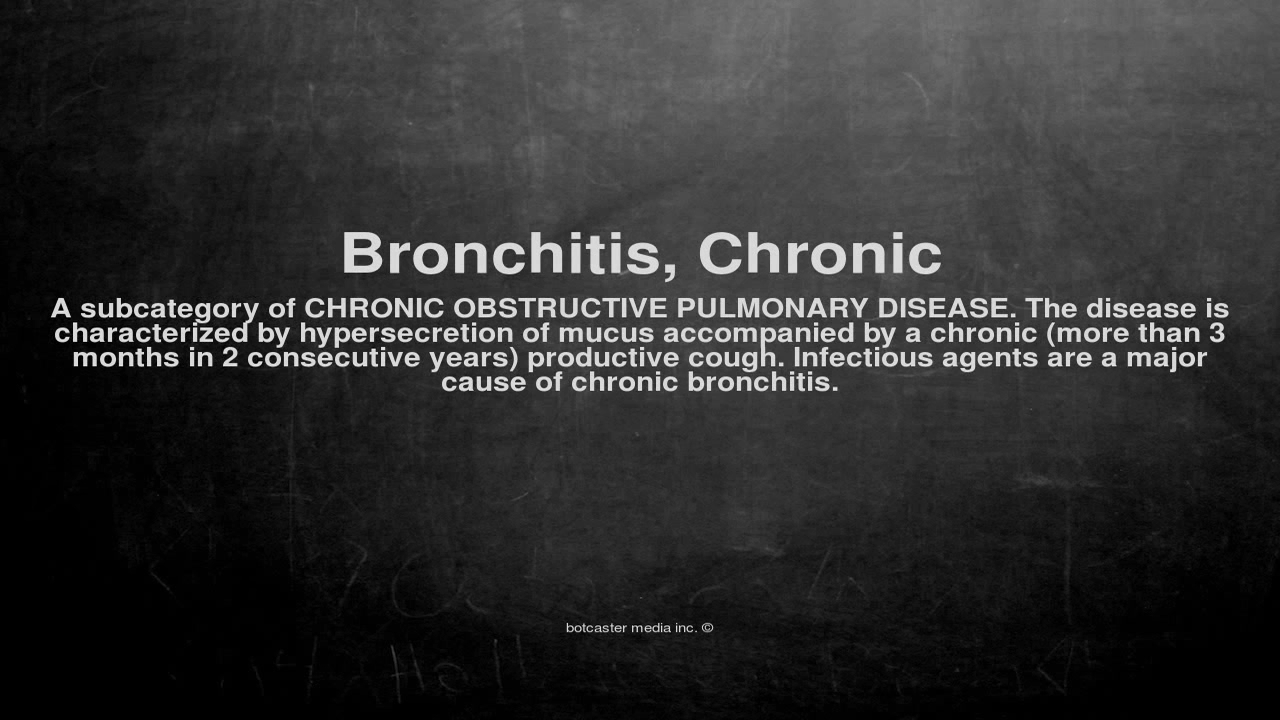 Bronchitis, Chronic
A subcategory of CHRONIC OBSTRUCTIVE PULMONARY DISEASE. The disease is
characterized by hypersecretion of mucus accompanied by a chronic (more than 3
months in 2 consecutive years) productive cough. Infectious agents are a major
cause of chronic bronchitis.
botcaster media inc. ©